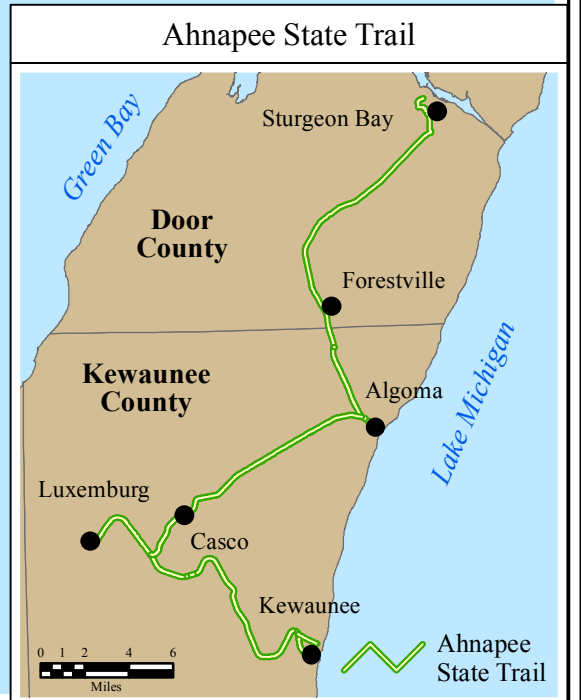 Ahnapee State Trail
Green Bay
Sturgeon Bay
Door
County
Forestville
Kewaunee
County
Algoma
Lake Michigan
Luxemburg
Casco
Kewaunee
0 1 2 4 6
Miles
Ahnapee
State Trail